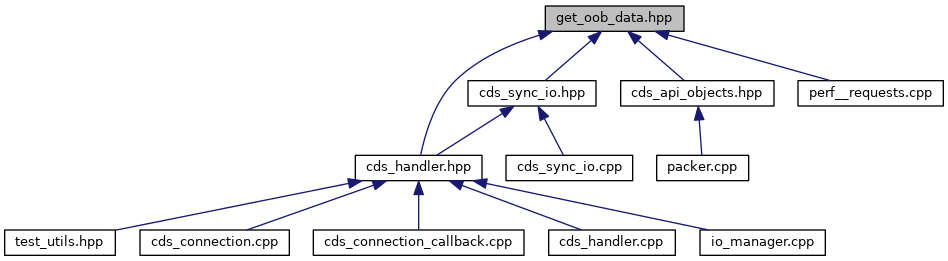 get_oob_data.hpp
cds_sync_io.hpp
cds_api_objects.hpp
perf__requests.cpp
cds_handler.hpp
cds_sync_io.cpp
packer.cpp
test_utils.hpp
cds_connection.cpp
cds_connection_callback.cpp
cds_handler.cpp
io_manager.cpp